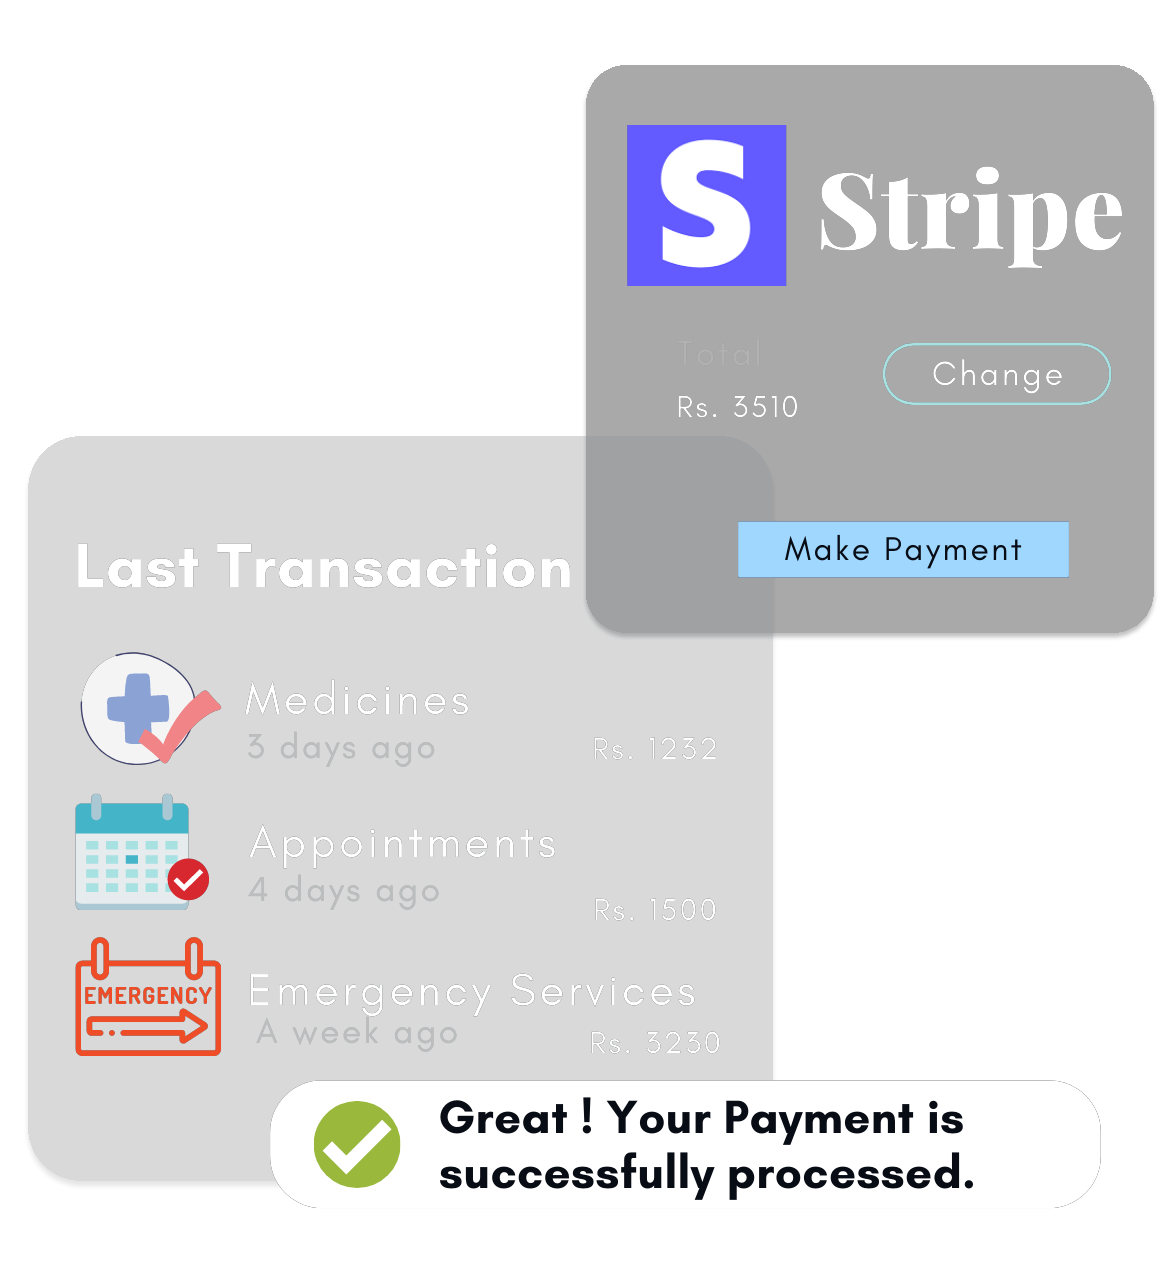 S
Stripe
Total
Rs. 3510
Change
Make Payment
Last Transaction
Medicines
3 days ago
Rs. 1232
Appointments
4 days ago
Rs. 1500
EMERGENCY
Emergency Services
A week ago
Rs. 3230
Great ! Your Payment is
successfully processed.